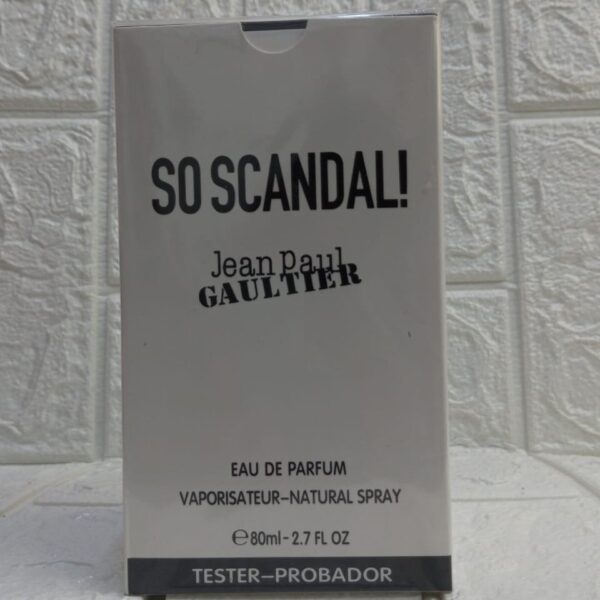 SO SCANDAL!
Jean Paul
GAULTIER
EAU DE PARFUM
VAPORISATEUR-NATURAL SPRAY
℮80ml-2.7 FL OZ
TESTER-PROBADOR